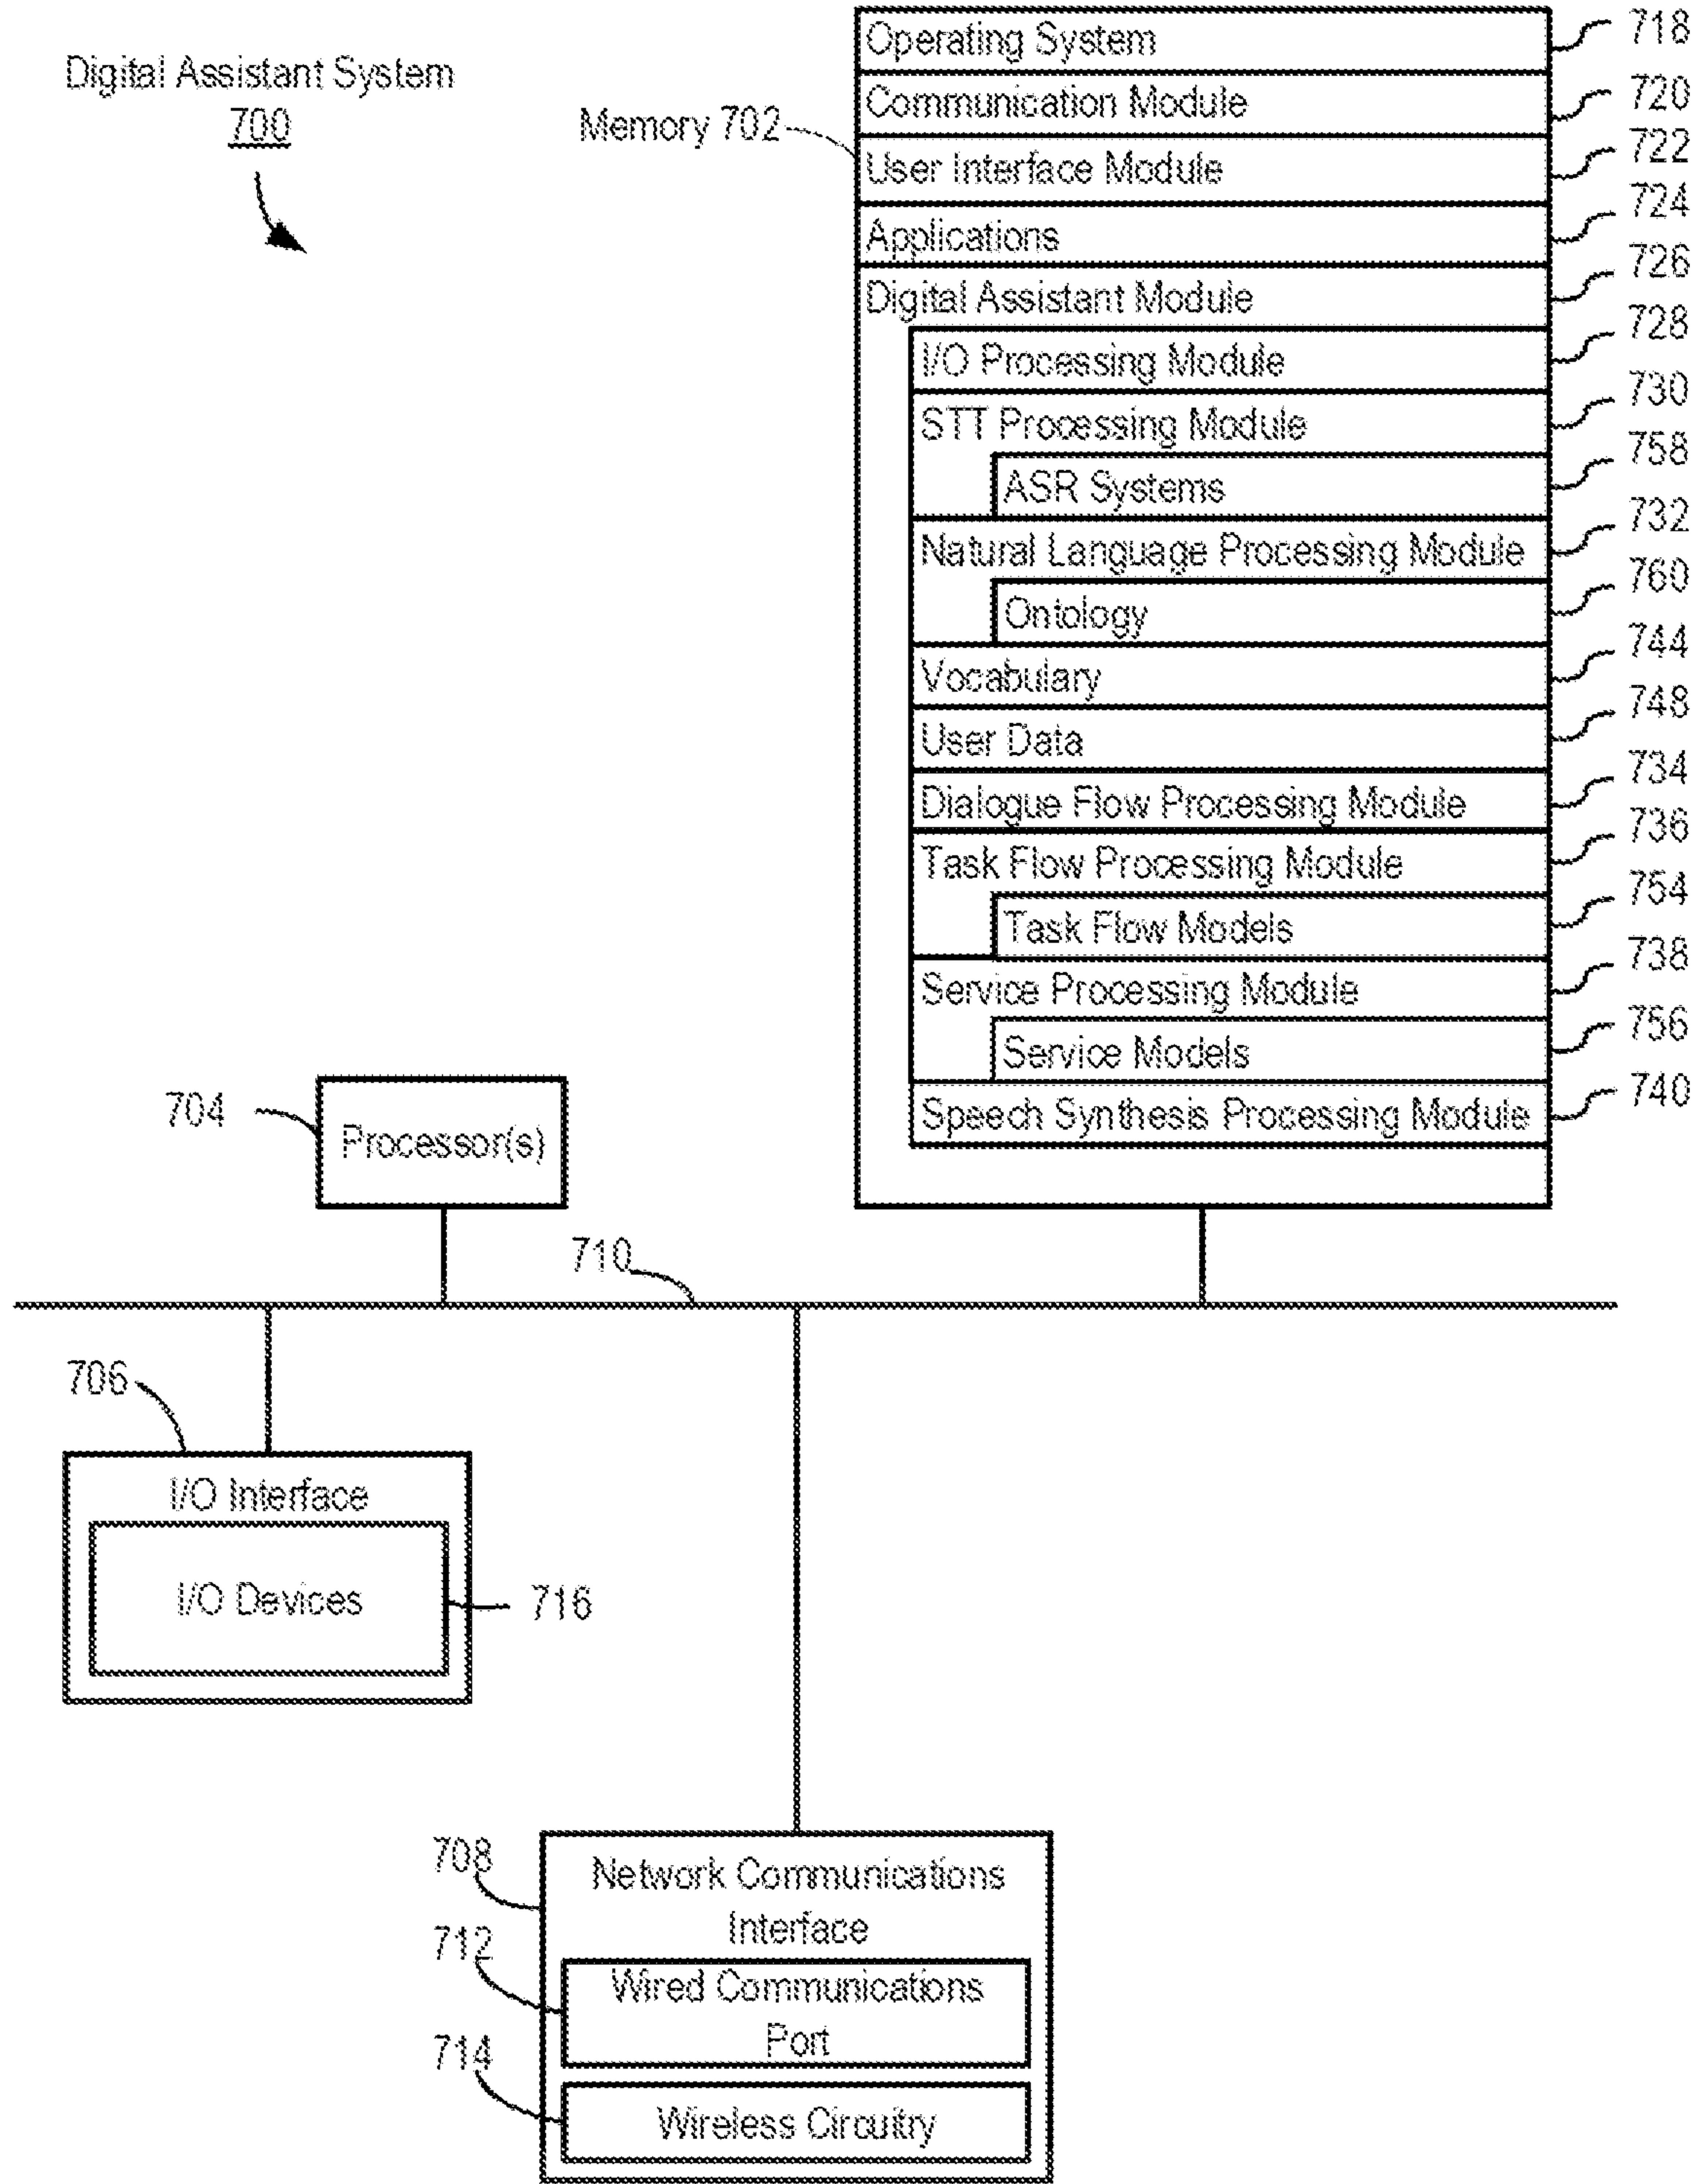 Digital Assistant System
700
Memory 702
Operating System 718
Communication Module 720
User Interface Module 722
Applications 724
Digital Assistant Module 726
I/O Processing Module 728
STT Processing Module 730
ASR Systems 758
Natural Language Processing Module 732
Ontology 760
Vocabulary 744
User Data 748
Dialogue Flow Processing Module 734
Task Flow Processing Module 736
Task Flow Models 754
Service Processing Module 738
Service Models 756
Speech Synthesis Processing Module 740
704
Processor(s)
710
706
I/O Interface
I/O Devices
716
708
Network Communications
Interface
712
Wired Communications
Port
714
Wireless Circuitry